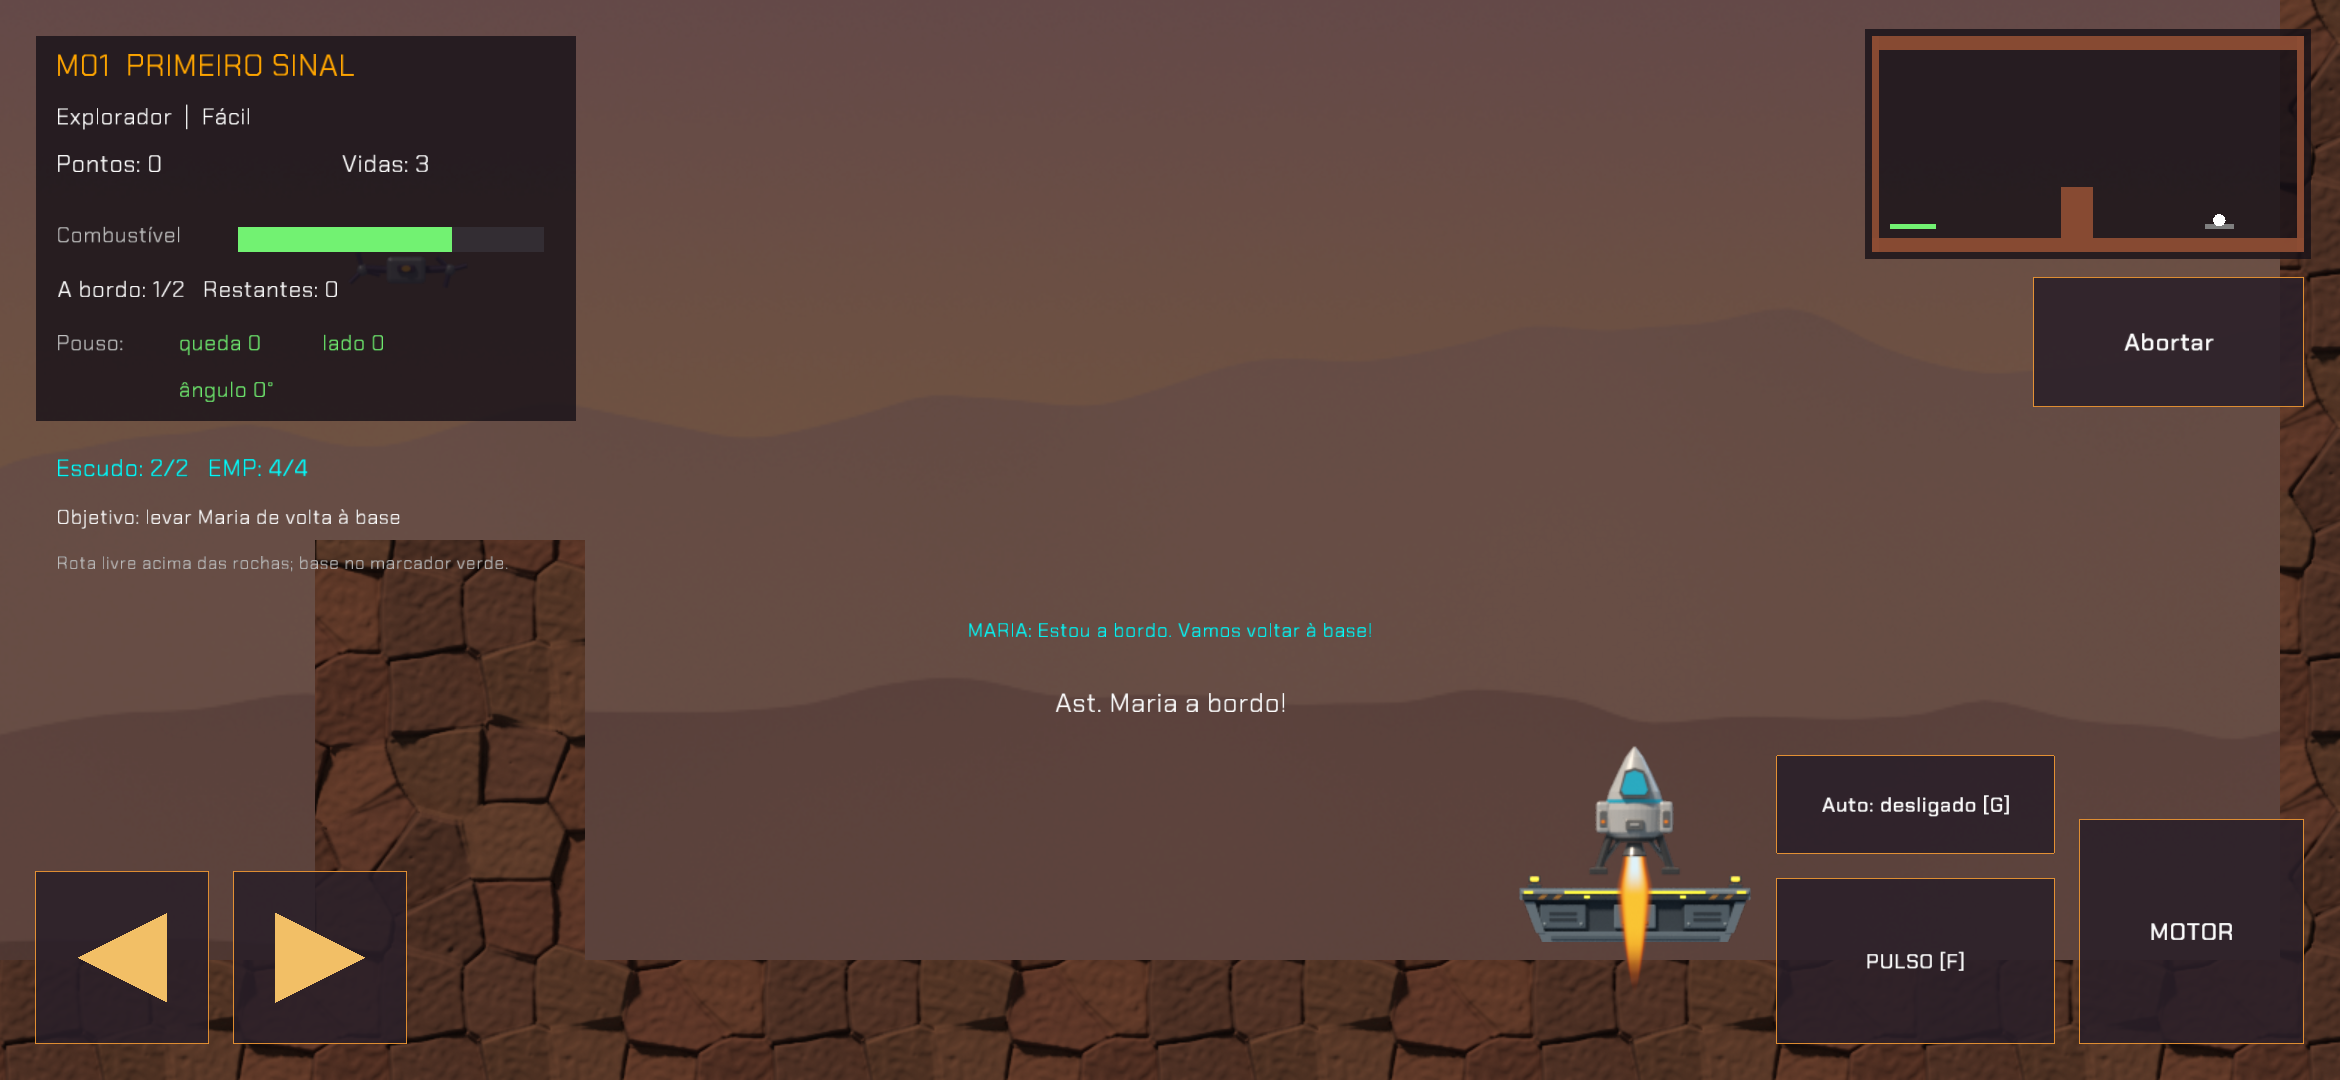 M01 PRIMEIRO SINAL
Explorador | Fácil
Pontos: 0 Vidas: 3
Combustível
A bordo: 1/2 Restantes: 0
Pouso: queda 0 lado 0
ângulo 0°
Abortar
Escudo: 2/2 EMP: 4/4
Objetivo: levar Maria de volta à base
Rota livre acima das rochas; base no marcador verde.
MARIA: Estou a bordo. Vamos voltar à base!
Ast. Maria a bordo!
Auto: desligado [G]
MOTOR
PULSO [F]